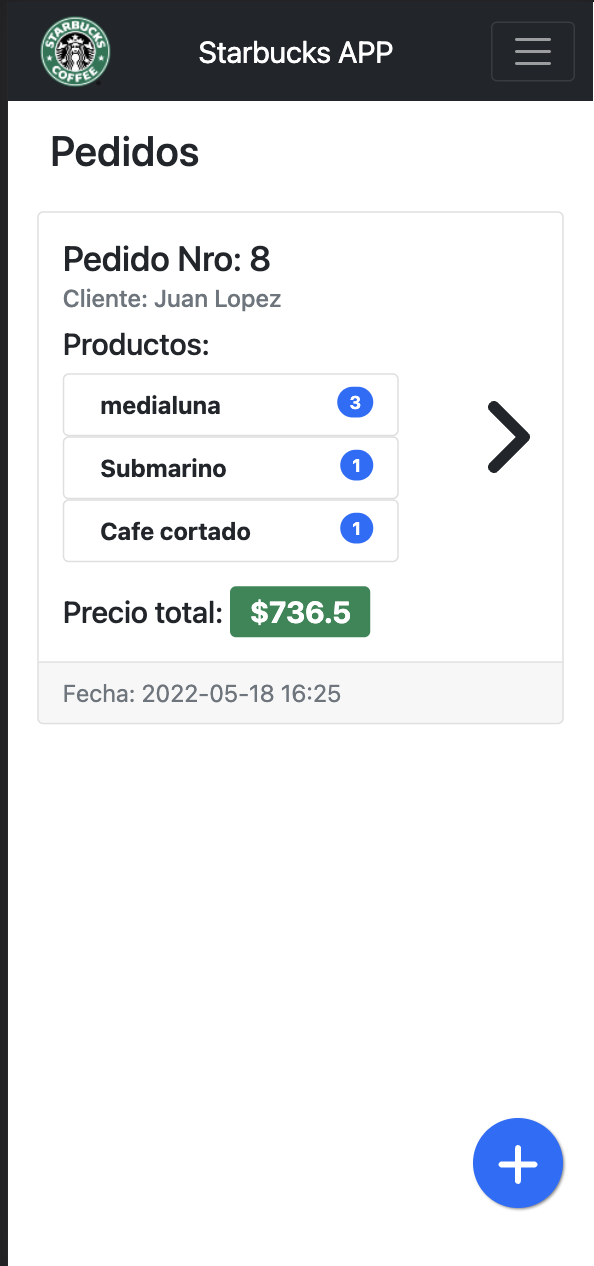 STARBUCKS
COFFEE
Starbucks APP
Pedidos
Pedido Nro: 8
Cliente: Juan Lopez
Productos:
medialuna 3
Submarino 1
Cafe cortado 1
Precio total: $736.5
Fecha: 2022-05-18 16:25